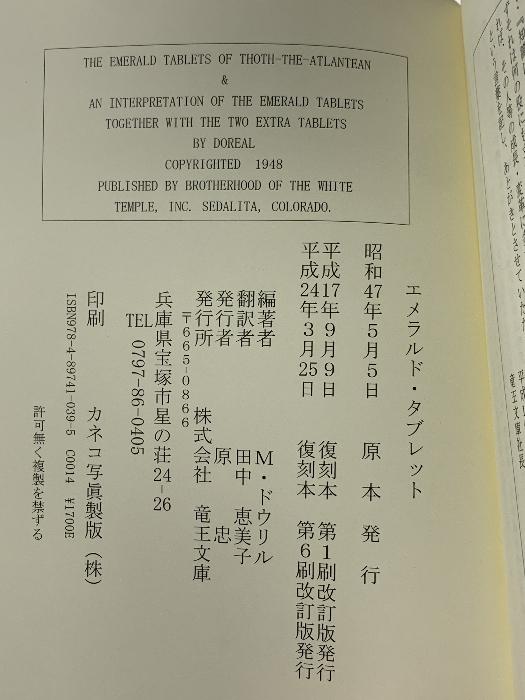 THE EMERALD TABLETS OF THOTH-THE-ATLANTEAN
&
AN INTERPRETATION OF THE EMERALD TABLETS
TOGETHER WITH THE TWO EXTRA TABLETS
BY DOREAL
COPYRIGHTED 1948
PUBLISHED BY BROTHERHOOD OF THE WHITE
TEMPLE, INC. SEDALITA, COLORADO.
エメラルド・タブレット
昭和47年5月5日 原本発行
平成17年9月9日 復刻本 第1刷改訂版発行
平成24年3月25日 復刻本 第6刷改訂版発行
編著者 M・ドウリル
翻訳者 田中 恵美子
発行者 原 忠
発行所 株式会社 竜王文庫
〒665-0866
兵庫県宝塚市星の荘24-26
TEL 0797-86-0405
印刷 カネコ写眞製版(株)
ISBN978-4-89741-039-5 C0014 ¥1700E
許可無く複製を禁ずる